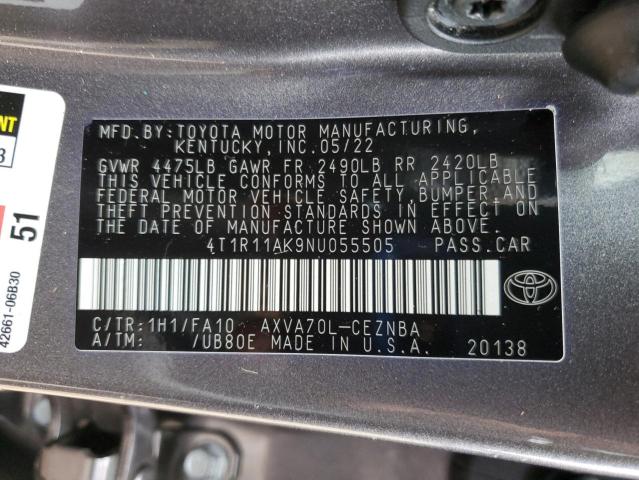 MFD.BY:TOYOTA MOTOR MANUFACTURING,
KENTUCKY, INC.05/22
GVWR 4475LB GAWR FR 2490LB RR 2420LB
THIS VEHICLE CONFORMS TO ALL APPLICABLE
FEDERAL MOTOR VEHICLE SAFETY, BUMPER, AND
THEFT PREVENTION STANDARDS IN EFFECT ON
THE DATE OF MANUFACTURE SHOWN ABOVE.
4T1R11AK9NU055505 PASS.CAR
C/TR:1H1/FA10 AXVA70L-CEZNBA
A/TM: /UB80E MADE IN U.S.A. 20138
51
42661-06B30